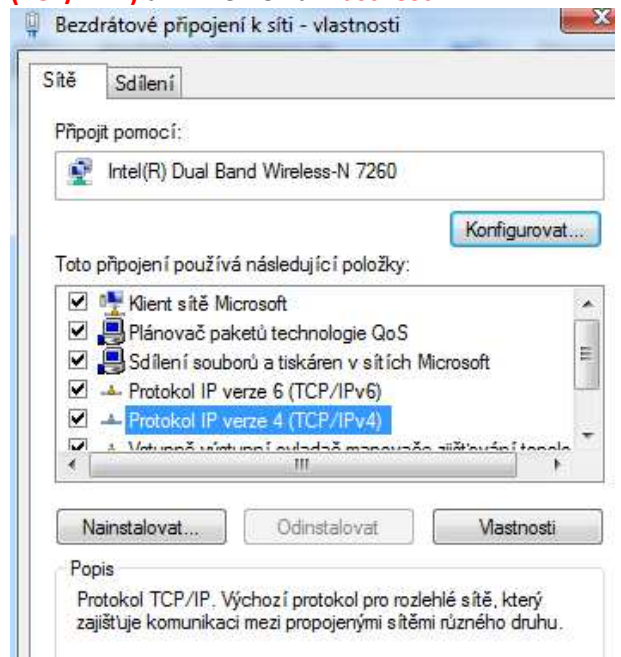 Bezdrátové připojení k síti - vlastnosti
Sítě
Sdílení
Připojit pomocí:
Intel(R) Dual Band Wireless-N 7260
Konfigurovat...
Toto připojení používá následující položky:
Klient sítě Microsoft
Plánovač paketů technologie QoS
Sdílení souborů a tiskáren v sítích Microsoft
Protokol IP verze 6 (TCP/IPv6)
Protokol IP verze 4 (TCP/IPv4)
Nainstalovat...
Odinstalovat
Vlastnosti
Popis
Protokol TCP/IP. Výchozí protokol pro rozlehlé sítě, který
zajišťuje komunikaci mezi propojenými sítěmi různého druhu.